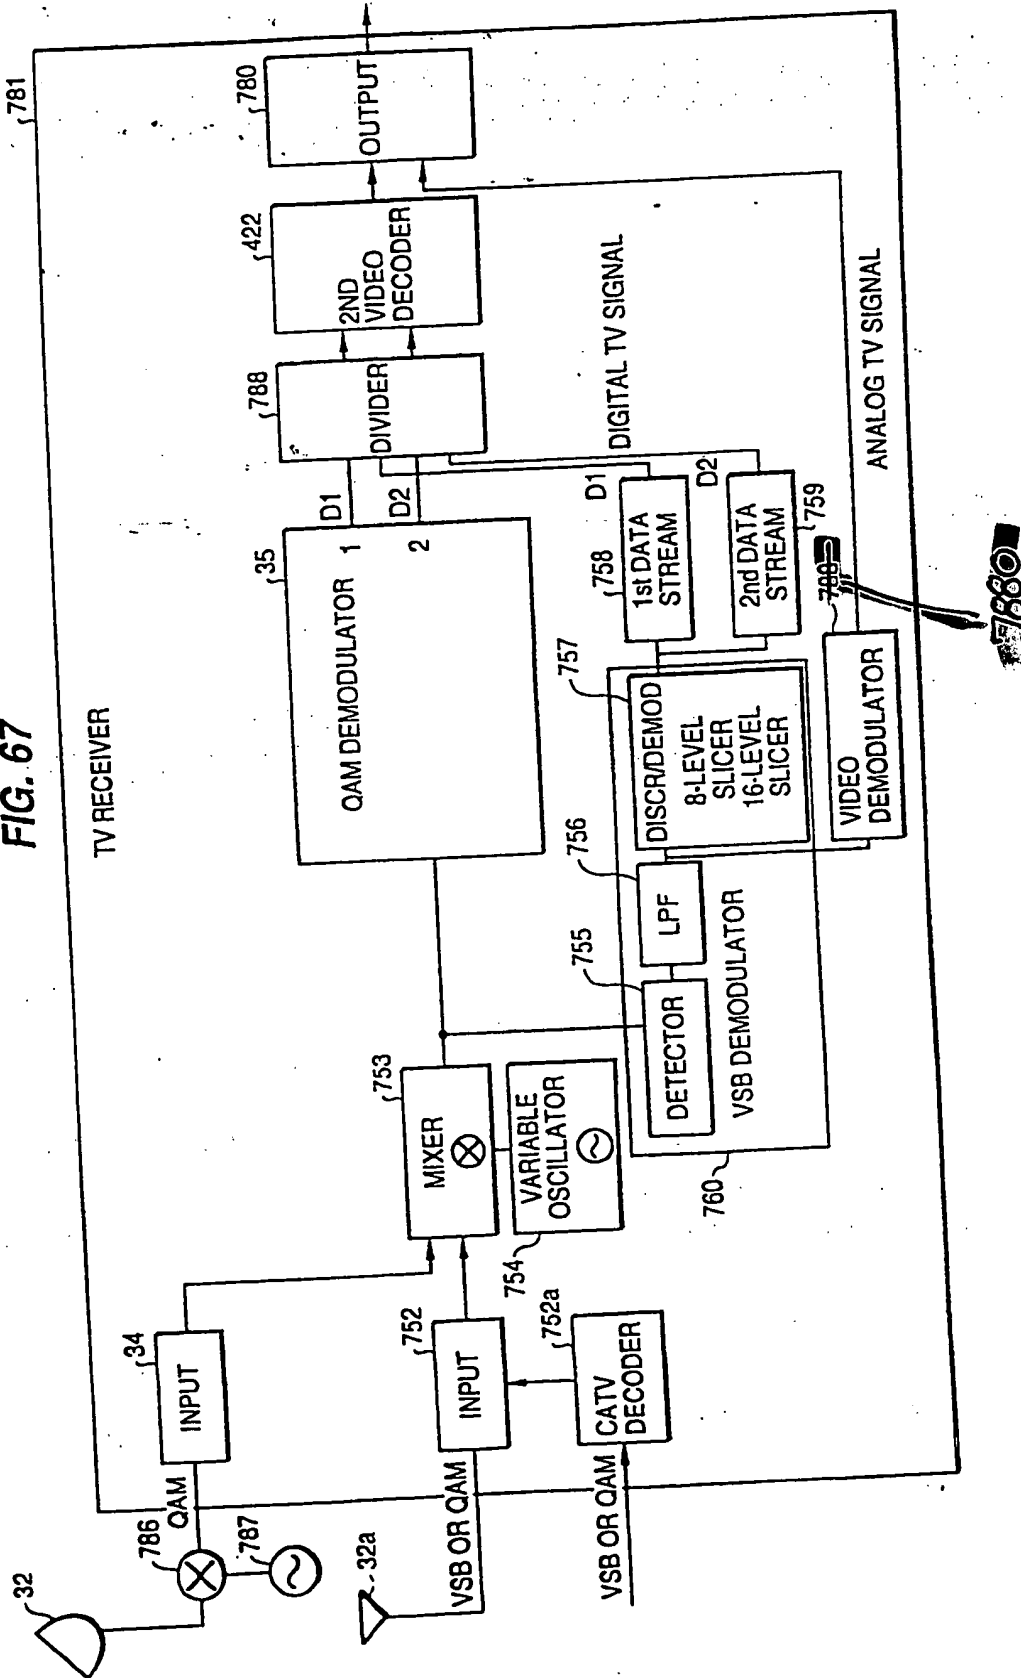 FIG. 67
TV RECEIVER
781
32
786
787
QAM
34
INPUT
32a
VSB OR QAM
752
INPUT
VSB OR QAM
752a
CATV
DECODER
753
MIXER
754
VARIABLE
OSCILLATOR
35
QAM DEMODULATOR
1
2
D1
D2
788
DIVIDER
422
2ND
VIDEO
DECODER
780
OUTPUT
760
VSB DEMODULATOR
755
DETECTOR
756
LPF
757
DISCR/DEMOD
8-LEVEL
SLICER
16-LEVEL
SLICER
758
1st DATA
STREAM
D1
759
2nd DATA
STREAM
D2
DIGITAL TV SIGNAL
VIDEO
DEMODULATOR
ANALOG TV SIGNAL